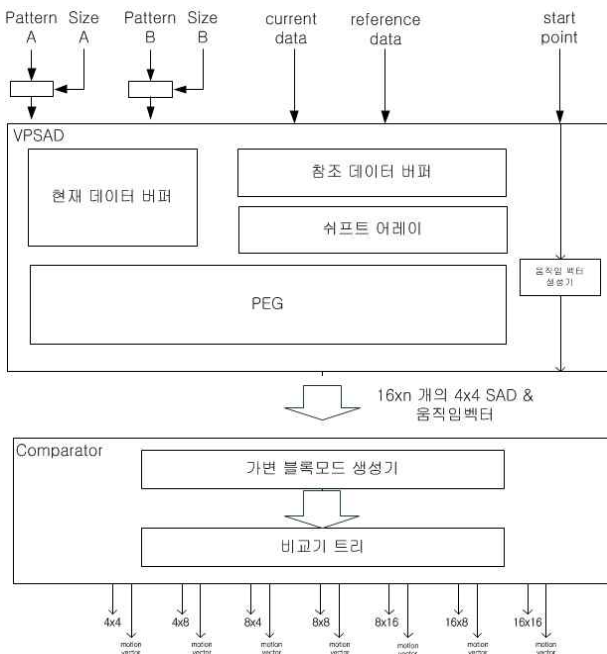 Pattern A
Size A
Pattern B
Size B
current data
reference data
start point
VPSAD
현재 데이터 버퍼
참조 데이터 버퍼
쉬프트 어레이
움직임 벡터
생성기
PEG
16xn 개의 4x4 SAD &
움직임벡터
Comparator
가변 블록모드 생성기
비교기 트리
4x4
4x8
8x4
8x8
8x16
16x8
16x16
motion vector
motion vector
motion vector
motion vector
motion vector
motion vector
motion vector